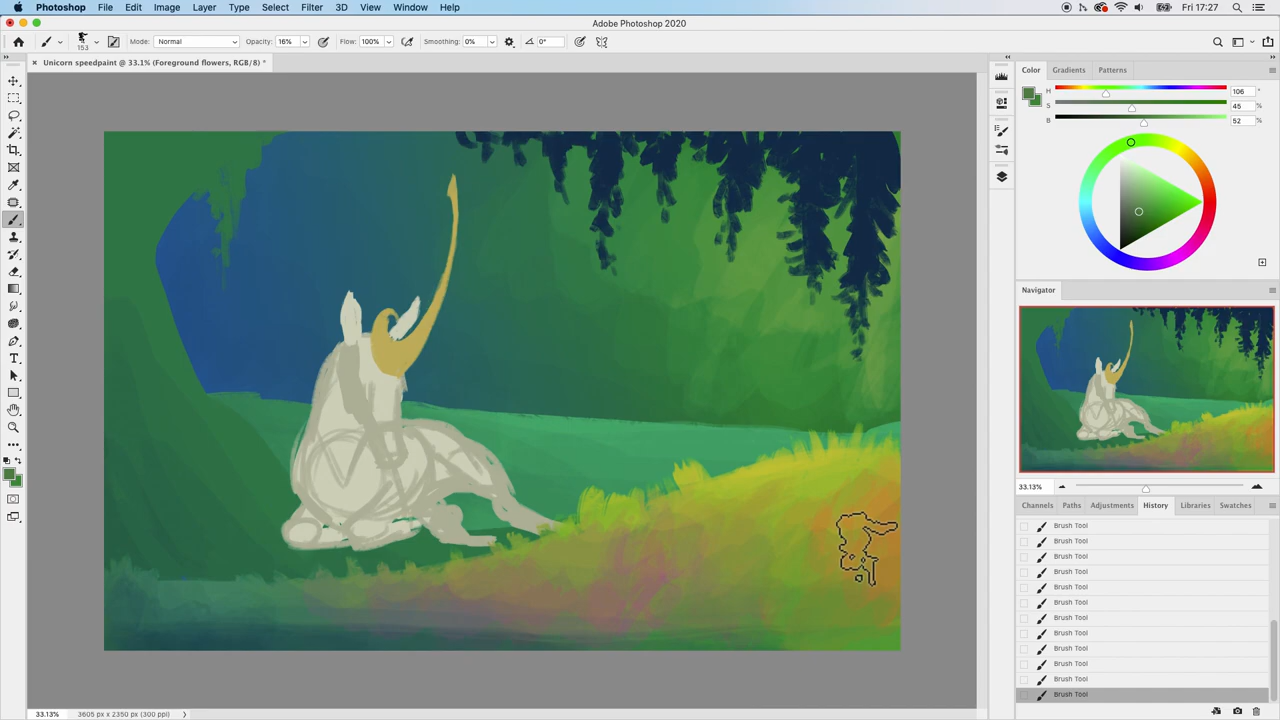 Photoshop File Edit Image Layer Type Select Filter 3D View Window Help Fri 17:27
Adobe Photoshop 2020
153 Mode: Normal Opacity: 16% Flow: 100% Smoothing: 0% 0°
Unicorn speedpaint @ 33.1% (Foreground flowers, RGB/8) *
Color Gradients Patterns
H 106 °
S 45 %
B 52 %
Navigator
33.13%
Channels Paths Adjustments History Libraries Swatches
Brush Tool
Brush Tool
Brush Tool
Brush Tool
Brush Tool
Brush Tool
Brush Tool
Brush Tool
Brush Tool
Brush Tool
Brush Tool
Brush Tool
33.13% 3605 px x 2350 px (300 ppi)